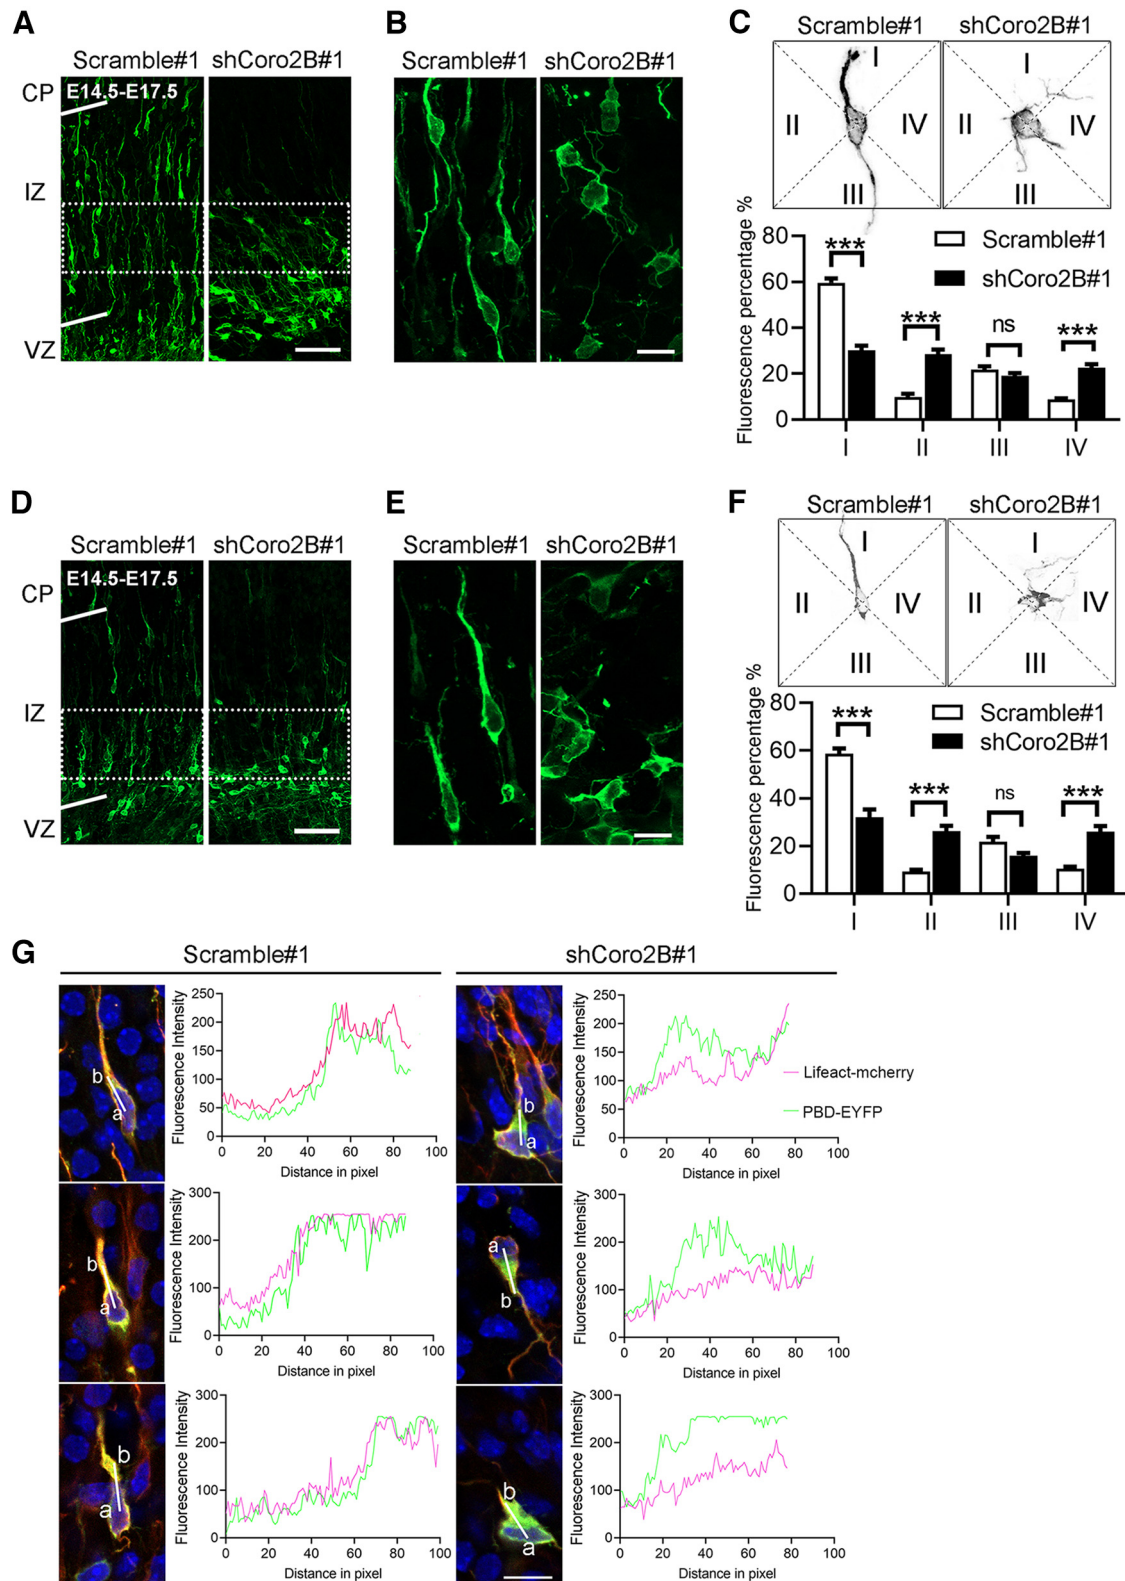 A
Scramble#1 shCoro2B#1
CP
E14.5-E17.5
IZ
VZ
B
Scramble#1 shCoro2B#1
C
Scramble#1 shCoro2B#1
I
II
IV
III
I
II
IV
III
Fluorescence percentage %
80
60
40
20
0
Scramble#1
shCoro2B#1
***
***
ns
***
I II III IV
D
Scramble#1 shCoro2B#1
CP
E14.5-E17.5
IZ
VZ
E
Scramble#1 shCoro2B#1
F
Scramble#1 shCoro2B#1
I
II
IV
III
I
II
IV
III
Fluorescence percentage %
80
60
40
20
0
Scramble#1
shCoro2B#1
***
***
ns
***
I II III IV
G
Scramble#1
shCoro2B#1
b
a
Fluorescence Intensity
250
200
150
100
50
0
0 20 40 60 80 100
Distance in pixel
b
a
Fluorescence Intensity
250
200
150
100
50
0
0 20 40 60 80 100
Distance in pixel
Lifeact-mcherry
PBD-EYFP
b
a
Fluorescence Intensity
300
200
100
0
0 20 40 60 80 100
Distance in pixel
a
b
Fluorescence Intensity
300
200
100
0
0 20 40 60 80 100
Distance in pixel
b
a
Fluorescence Intensity
300
200
100
0
0 20 40 60 80 100
Distance in pixel
b
a
Fluorescence Intensity
300
200
100
0
0 20 40 60 80 100
Distance in pixel